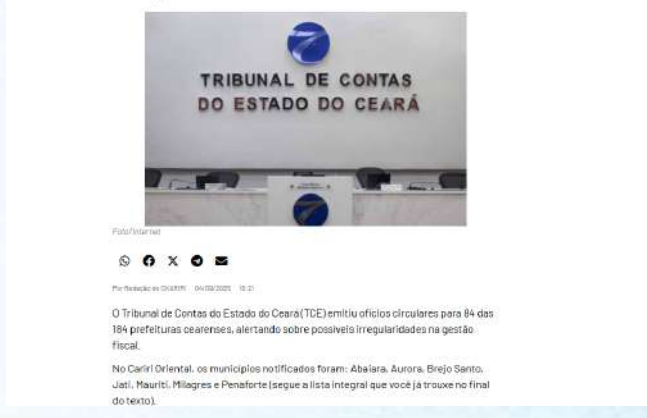 TRIBUNAL DE CONTAS
DO ESTADO DO CEARÁ
Foto/Internet
Por Redação do
O Tribunal de Contas do Estado do Ceará (TCE) emitiu ofícios circulares para 84 das
184 prefeituras cearenses, alertando sobre possíveis irregularidades na gestão
fiscal.
No Cariri Oriental, os municípios notificados foram: Abaiara, Aurora, Brejo Santo,
Jati, Mauriti, Milagres e Penaforte (segue a lista integral que você já trouxe no final
do texto).